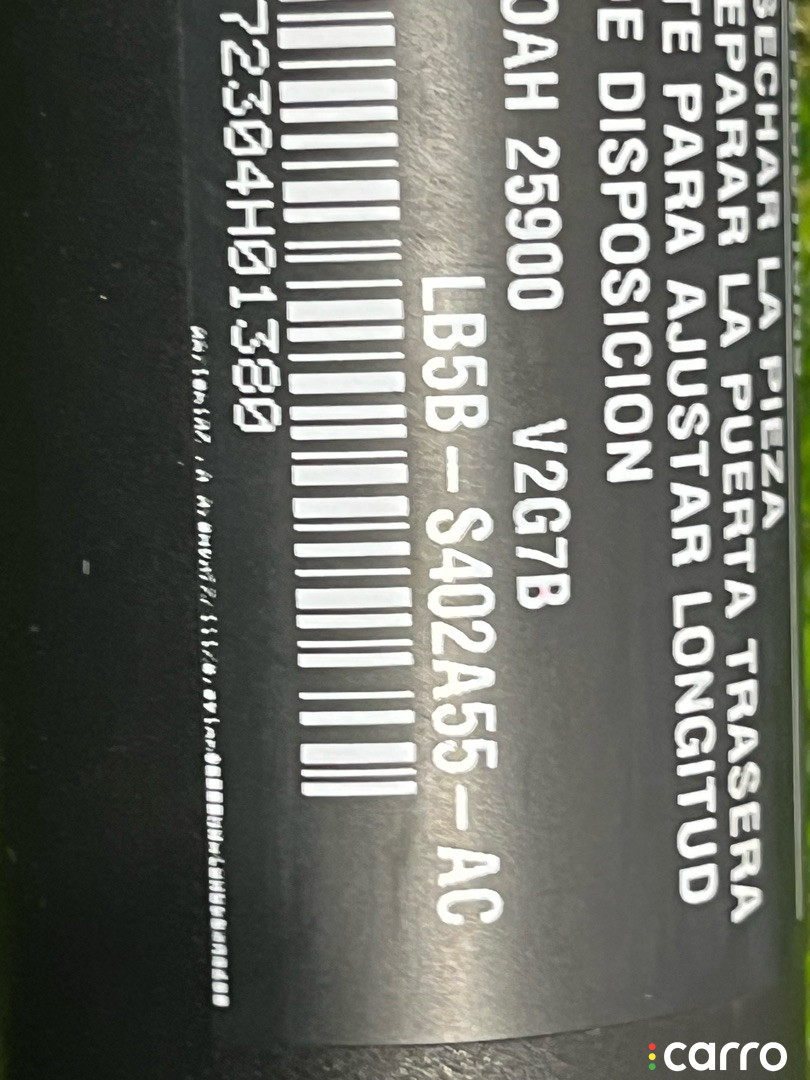 SECHAR LA PIEZA
EPARAR LA PUERTA TRASERA
TE PARA AJUSTAR LONGITUD
E DISPOSICION
OAH 25900 V2G7B
LB5B-S402A55-AC
72304H01380
carro